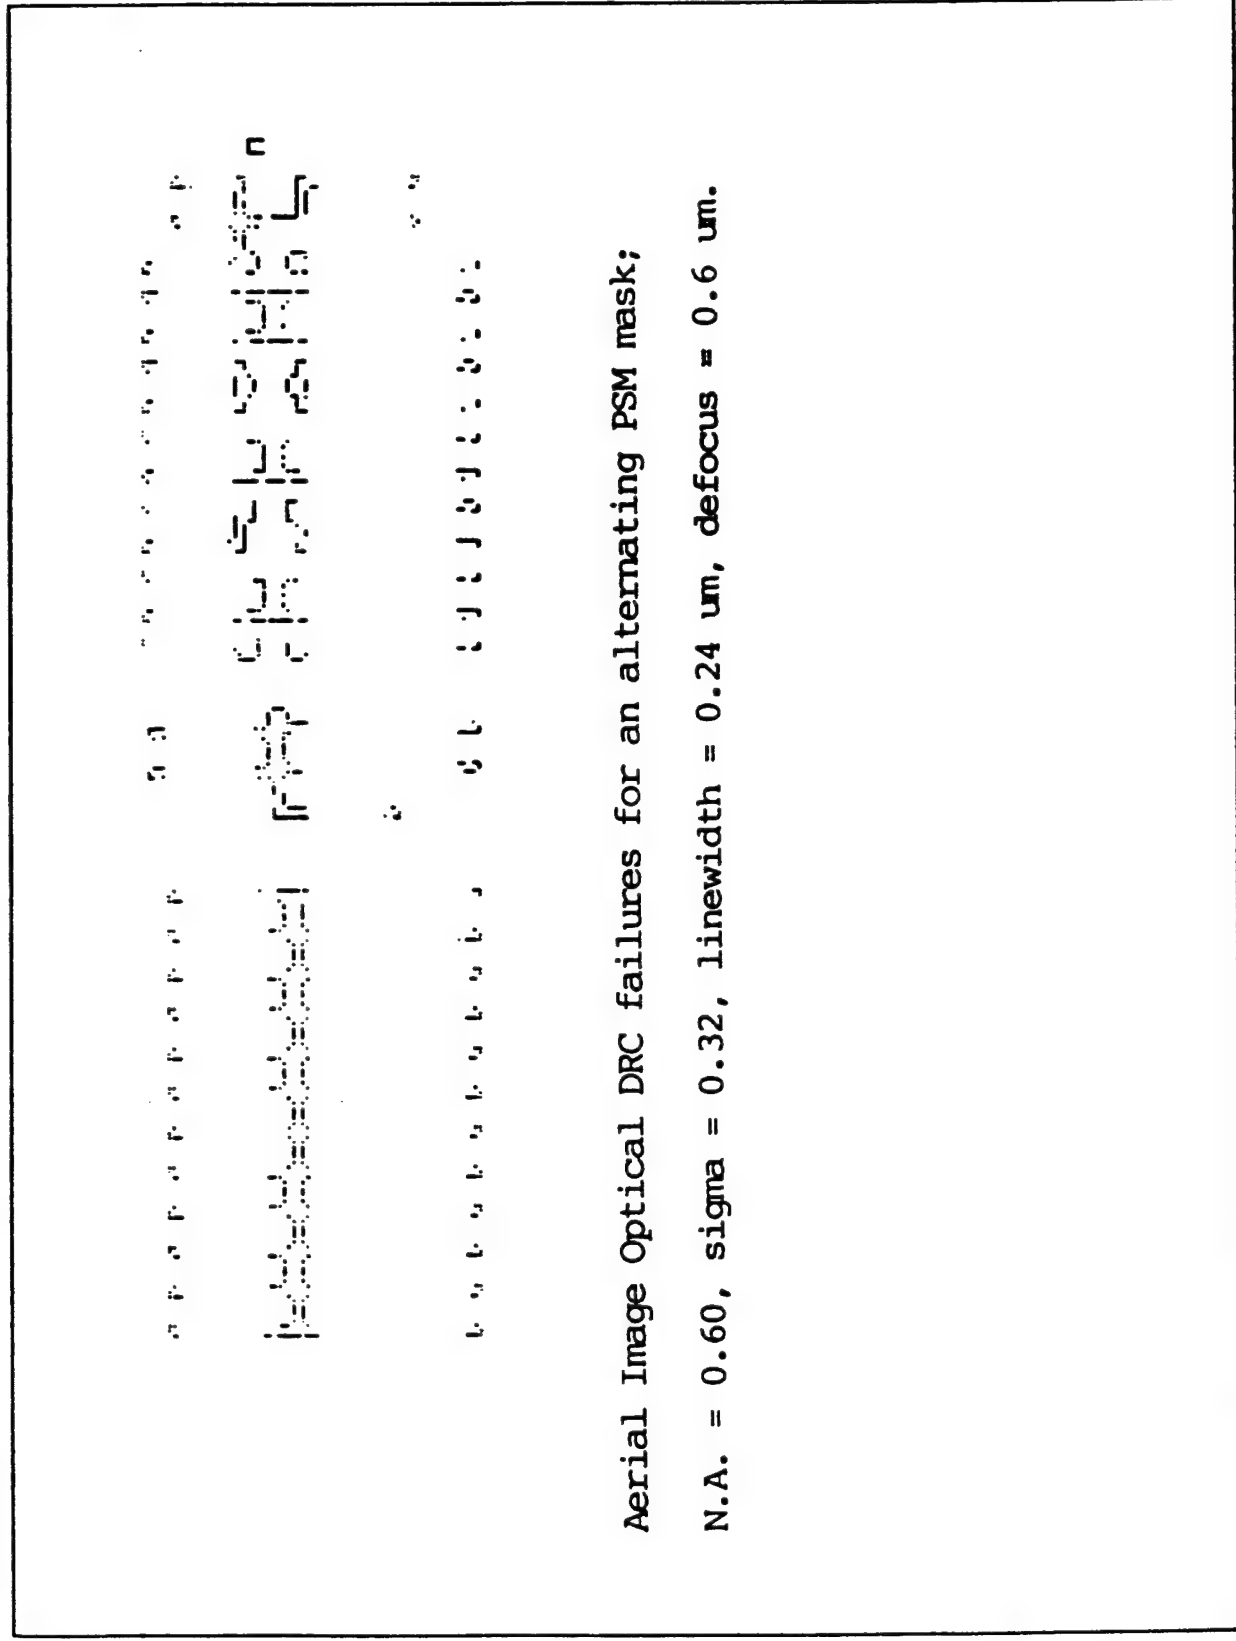 Aerial Image Optical DRC failures for an alternating PSM mask;
N.A. = 0.60, sigma = 0.32, linewidth = 0.24 um, defocus = 0.6 um.